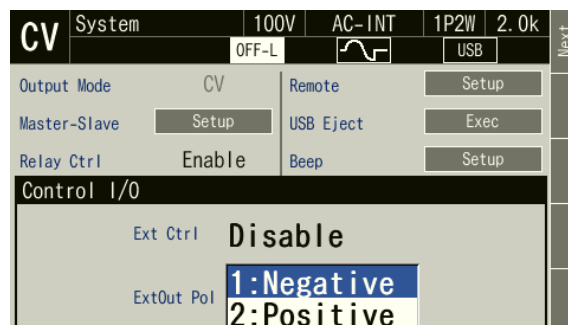 CV System 100V AC-INT 1P2W 2.0k Next
OFF-L USB
Output Mode CV Remote Setup
Master-Slave Setup USB Eject Exec
Relay Ctrl Enable Beep Setup
Control I/O
Ext Ctrl Disable
ExtOut Pol 1:Negative
2:Positive